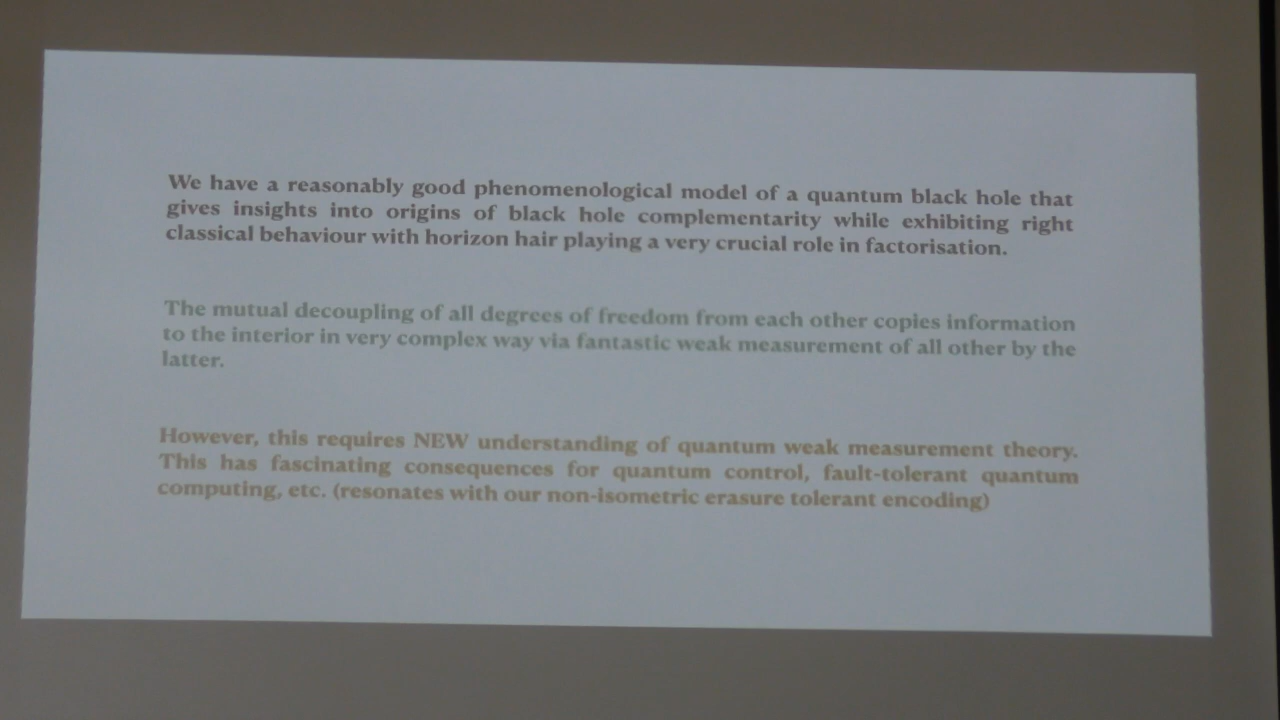 We have a reasonably good phenomenological model of a quantum black hole that
gives insights into origins of black hole complementarity while exhibiting right
classical behaviour with horizon hair playing a very crucial role in factorisation.
The mutual decoupling of all degrees of freedom from each other copies information
to the interior in very complex way via fantastic weak measurement of all other by the
latter.
However, this requires NEW understanding of quantum weak measurement theory.
This has fascinating consequences for quantum control, fault-tolerant quantum
computing, etc. (resonates with our non-isometric erasure tolerant encoding)